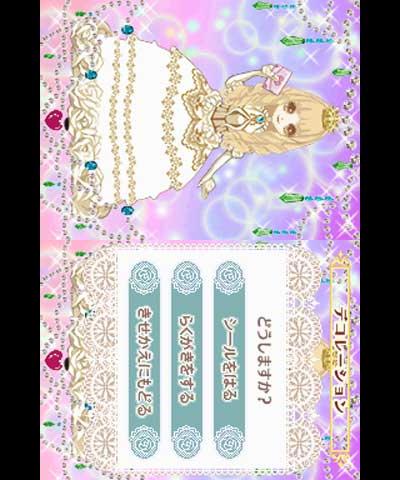 デコレーション
どうしますか？
シールをはる
らくがきをする
きせかえにもどる